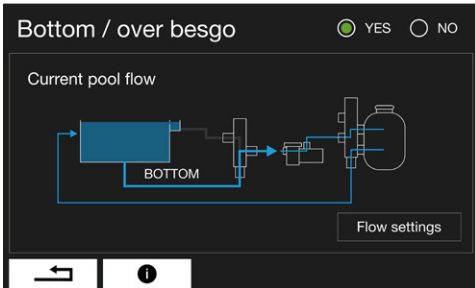 Bottom / over besgo
YES
NO
Current pool flow
BOTTOM
Flow settings